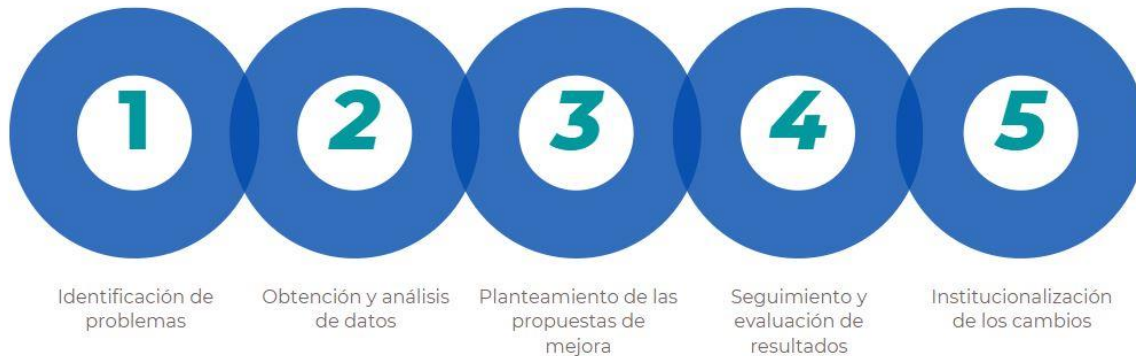 1
2
3
4
5
Identificación de
problemas
Obtención y análisis
de datos
Planteamiento de las
propuestas de
mejora
Seguimiento y
evaluación de
resultados
Institucionalización
de los cambios